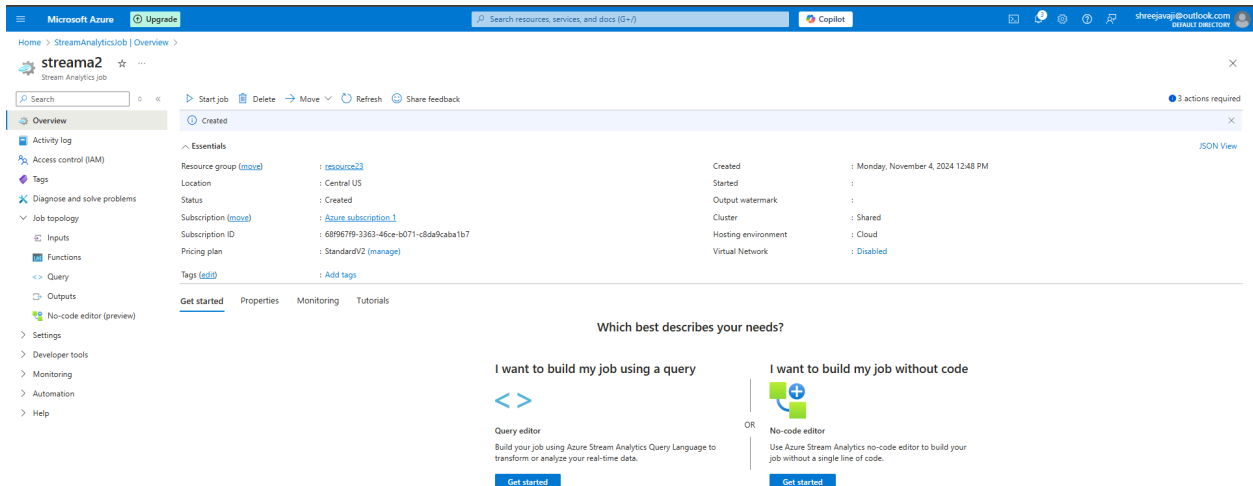 Microsoft Azure
Upgrade
Search resources, services, and docs (G+/)
Copilot
3
shreejavaji@outlook.com
DEFAULT DIRECTORY
Home > StreamAnalyticsJob | Overview >
streama2
Stream Analytics job
Search
Start job
Delete
Move
Refresh
Share feedback
3 actions required
Overview
Activity log
Access control (IAM)
Tags
Diagnose and solve problems
Job topology
Inputs
Functions
Query
Outputs
No-code editor (preview)
Settings
Developer tools
Monitoring
Automation
Help
Created
Essentials
JSON View
Resource group (move) : resource23
Location : Central US
Status : Created
Subscription (move) : Azure subscription 1
Subscription ID : 68f967f9-3363-46ce-b071-c8da9caba1b7
Pricing plan : StandardV2 (manage)
Tags (edit) : Add tags
Created : Monday, November 4, 2024 12:48 PM
Started :
Output watermark :
Cluster : Shared
Hosting environment : Cloud
Virtual Network : Disabled
Get started
Properties
Monitoring
Tutorials
Which best describes your needs?
I want to build my job using a query
Query editor
Build your job using Azure Stream Analytics Query Language to
transform or analyze your real-time data.
Get started
OR
I want to build my job without code
No-code editor
Use Azure Stream Analytics no-code editor to build your
job without a single line of code.
Get started